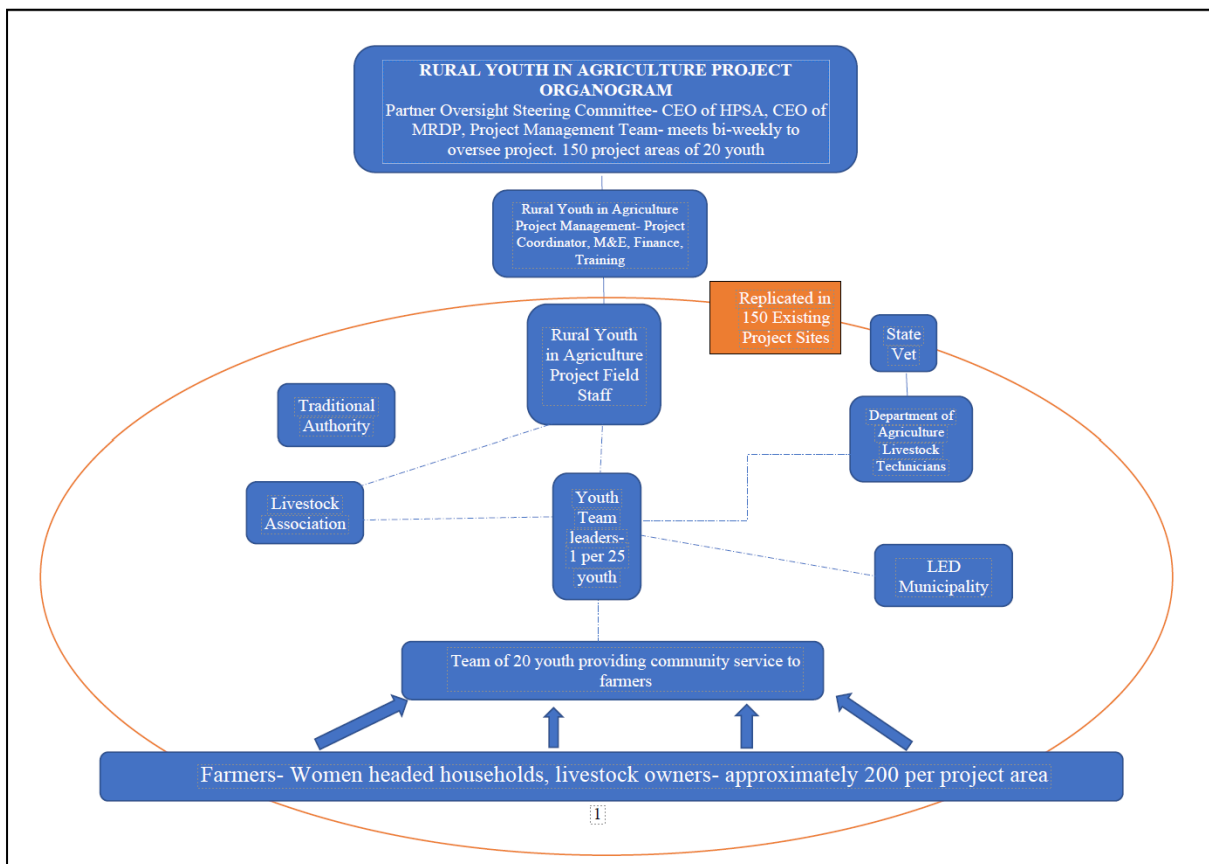 RURAL YOUTH IN AGRICULTURE PROJECT
ORGANOGRAM
Partner Oversight Steering Committee- CEO of HPSA, CEO of
MRDP, Project Management Team- meets bi-weekly to
oversee project. 150 project areas of 20 youth
Rural Youth in Agriculture
Project Management- Project
Coordinator, M&E, Finance,
Training
Replicated in
150 Existing
Project Sites
Rural Youth
in Agriculture
Project Field
Staff
State
Vet
Traditional
Authority
Department of
Agriculture
Livestock
Technicians
Livestock
Association
Youth
Team
leaders-
1 per 25
youth
LED
Municipality
Team of 20 youth providing community service to
farmers
Farmers- Women headed households, livestock owners- approximately 200 per project area
1